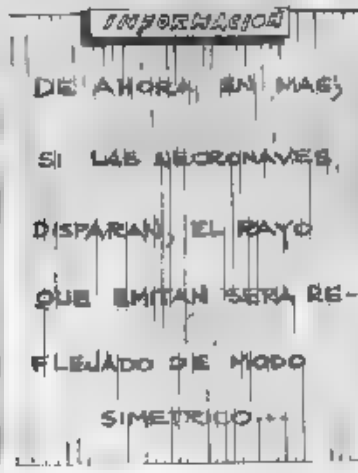 INFORMACION
DE AHORA EN MAS,
SI LAS NECRONAVES
DISPARAN, EL RAYO
QUE EMITAN SERA RE-
FLEJADO DE MODO
SIMETRICO...